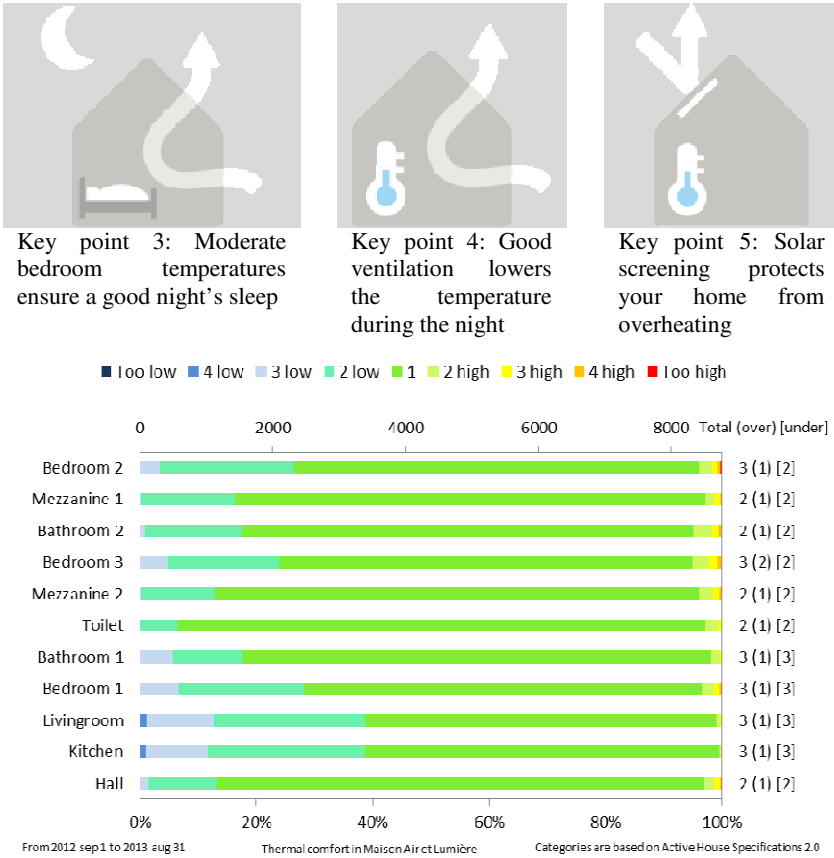 Key point 3: Moderate
bedroom temperatures
ensure a good night's sleep
Key point 4: Good
ventilation lowers
the temperature
during the night
Key point 5: Solar
screening protects
your home from
overheating
Too low 4 low 3 low 2 low 1 2 high 3 high 4 high Too high
0 2000 4000 6000 8000 Total (over) [under]
Bedroom 2 3 (1) [2]
Mezzanine 1 2 (1) [2]
Bathroom 2 2 (1) [2]
Bedroom 3 3 (2) [2]
Mezzanine 2 2 (1) [2]
Toilet 2 (1) [2]
Bathroom 1 3 (1) [3]
Bedroom 1 3 (1) [3]
Livingroom 3 (1) [3]
Kitchen 3 (1) [3]
Hall 2 (1) [2]
0% 20% 40% 60% 80% 100%
From 2012 sep 1 to 2013 aug 31 Thermal comfort in Maison Air et Lumière Categories are based on Active House Specifications 2.0